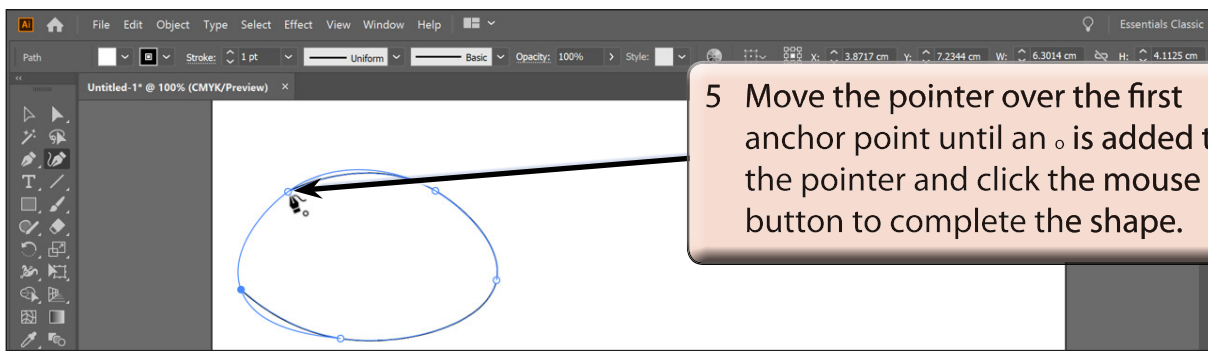 Ai File Edit Object Type Select Effect View Window Help Essentials Classic
Path Stroke: 1 pt Uniform Basic Opacity: 100% Style: X: 3.8717 cm Y: 7.2344 cm W: 6.3014 cm H: 4.1125 cm
Untitled-1* @ 100% (CMYK/Preview) ×
5 Move the pointer over the first
anchor point until an o is added t
the pointer and click the mouse
button to complete the shape.